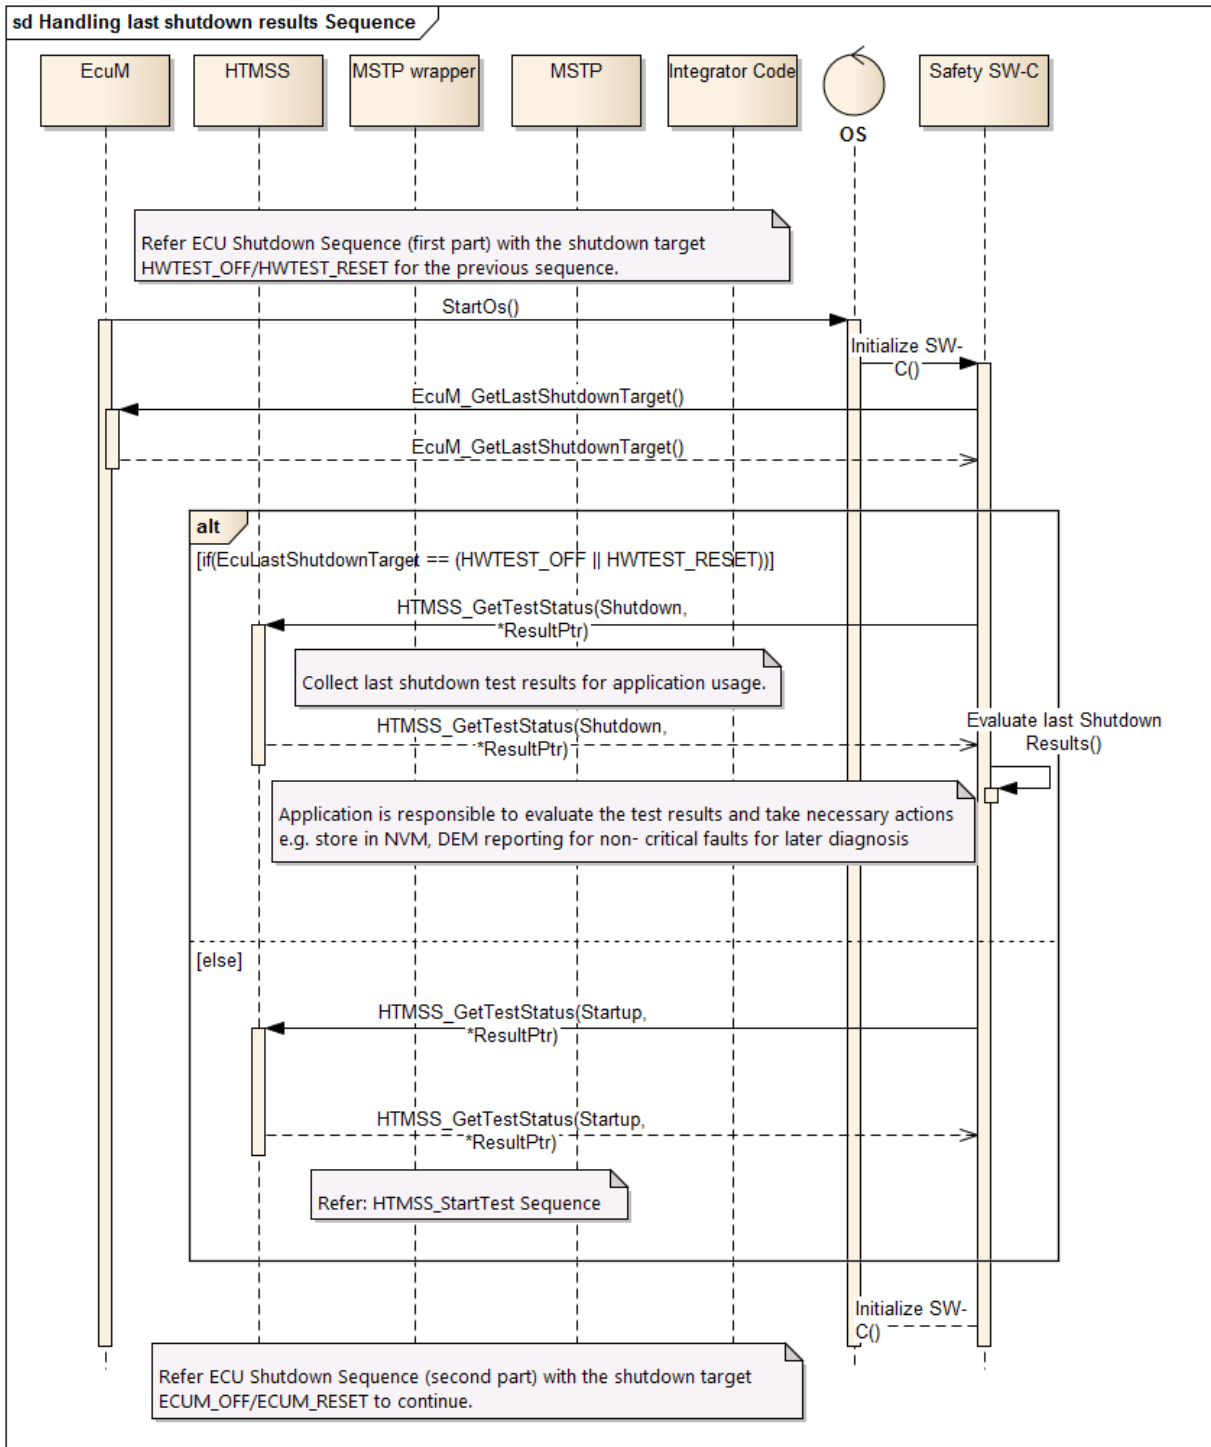 sd Handling last shutdown results Sequence
EcuM
HTMSS
MSTP wrapper
MSTP
Integrator Code
OS
Safety SW-C
Refer ECU Shutdown Sequence (first part) with the shutdown target
HWTEST_OFF/HWTEST_RESET for the previous sequence.
StartOs()
Initialize SW-
C()
EcuM_GetLastShutdownTarget()
EcuM_GetLastShutdownTarget()
alt
[if(EcuLastShutdownTarget == (HWTEST_OFF || HWTEST_RESET))]
HTMSS_GetTestStatus(Shutdown,
*ResultPtr)
Collect last shutdown test results for application usage.
HTMSS_GetTestStatus(Shutdown,
*ResultPtr)
Evaluate last Shutdown
Results()
Application is responsible to evaluate the test results and take necessary actions
e.g. store in NVM, DEM reporting for non- critical faults for later diagnosis
[else]
HTMSS_GetTestStatus(Startup,
*ResultPtr)
HTMSS_GetTestStatus(Startup,
*ResultPtr)
Refer: HTMSS_StartTest Sequence
Initialize SW-
C()
Refer ECU Shutdown Sequence (second part) with the shutdown target
ECUM_OFF/ECUM_RESET to continue.